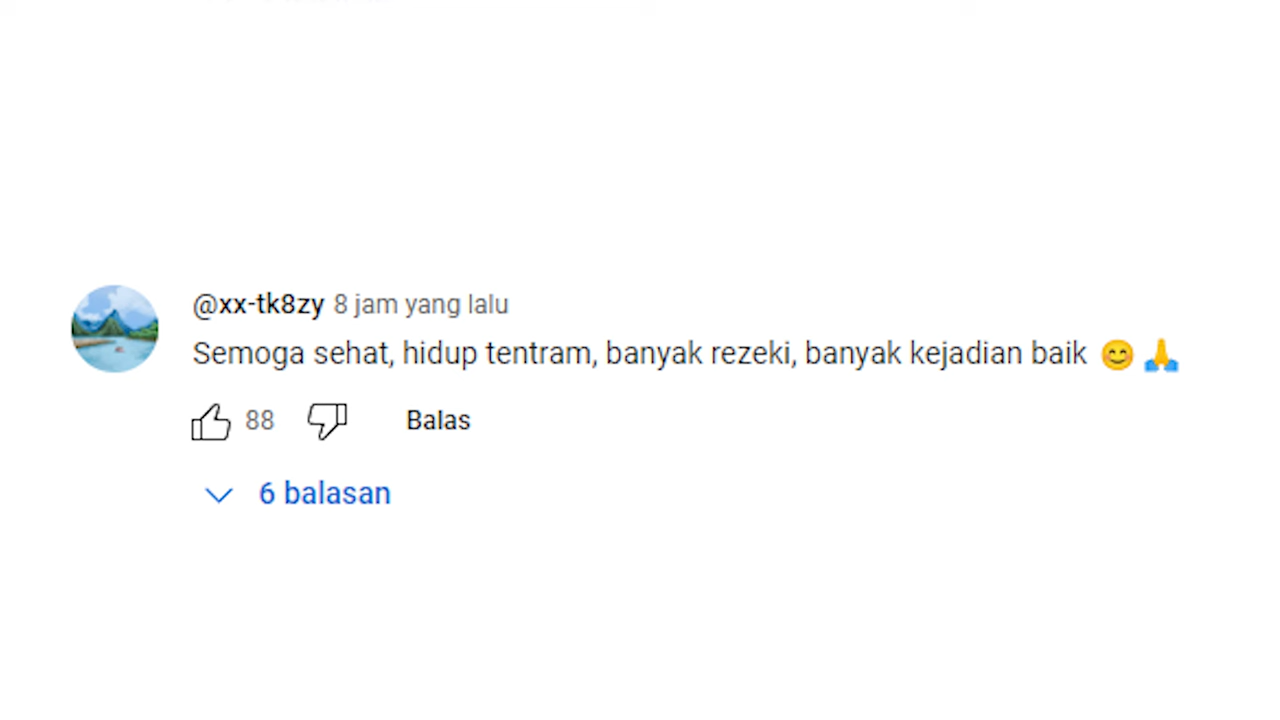 @xx-tk8zy 8 jam yang lalu
Semoga sehat, hidup tentram, banyak rezeki, banyak kejadian baik 😊🙏
88 Balas
6 balasan